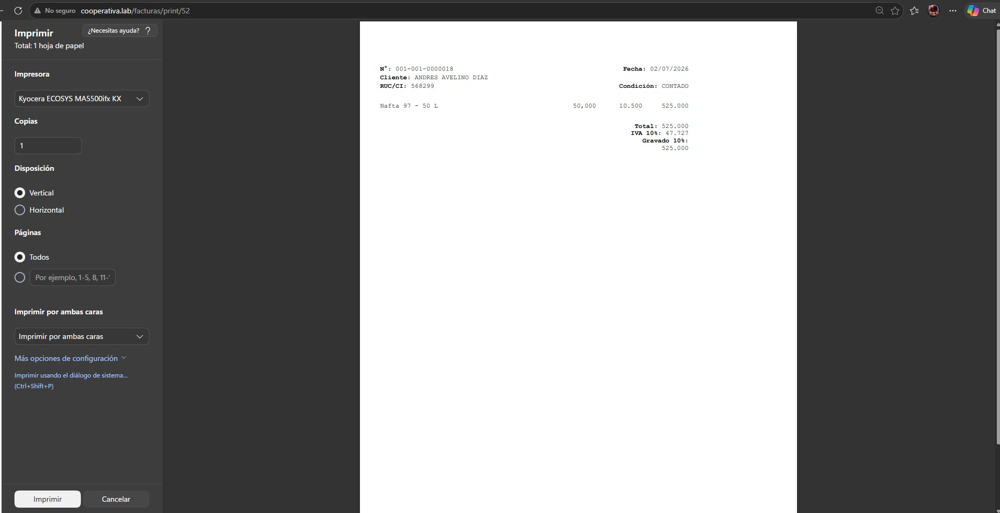 No seguro cooperativa.lab/facturas/print/52
Chat
Imprimir
¿Necesitas ayuda? ?
Total: 1 hoja de papel
Impresora
Kyocera ECOSYS MA5500ifx KX
Copias
1
Disposición
Vertical
Horizontal
Páginas
Todos
Por ejemplo, 1-5, 8, 11-
Imprimir por ambas caras
Imprimir por ambas caras
Más opciones de configuración
Imprimir usando el diálogo de sistema...
(Ctrl+Shift+P)
Imprimir
Cancelar
N°: 001-001-0000018
Fecha: 02/07/2026
Cliente: ANDRES AVELINO DIAZ
RUC/CI: 568299
Condición: CONTADO
Nafta 97 - 50 L 50,000 10.500 525.000
Total: 525.000
IVA 10%: 47.727
Gravado 10%:
525.000